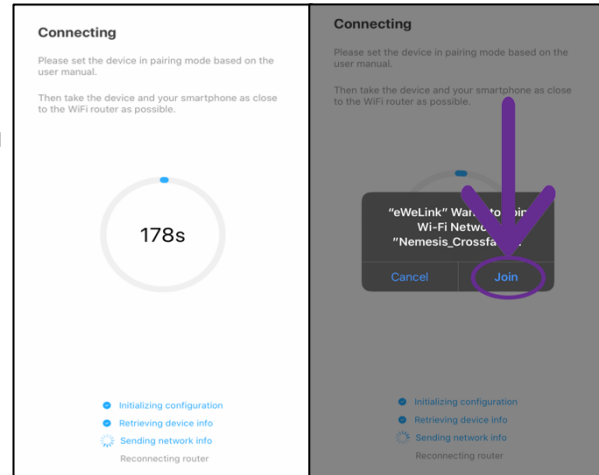 Connecting
Please set the device in pairing mode based on the
user manual.
Then take the device and your smartphone as close
to the WiFi router as possible.
178s
Initializing configuration
Retrieving device info
Sending network info
Reconnecting router
Connecting
Please set the device in pairing mode based on the
user manual.
Then take the device and your smartphone as close
to the WiFi router as possible.
"eWeLink"
Wi-Fi
Cancel
Join
Initializing configuration
Retrieving device info
Sending network info
Reconnecting router